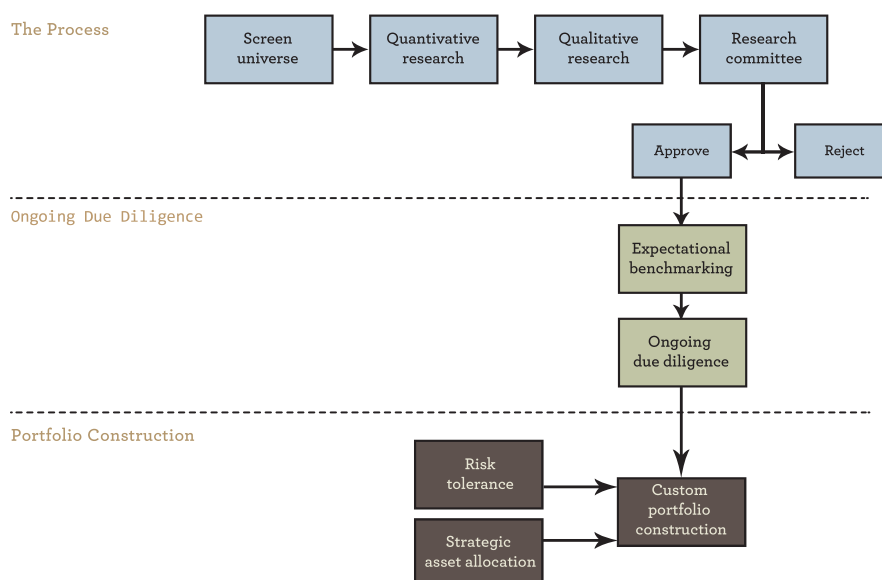 The Process
Screen
universe
Quantivative
research
Qualitative
research
Research
committee
Approve
Reject
Ongoing Due Diligence
Expectational
benchmarking
Ongoing
due diligence
Portfolio Construction
Risk
tolerance
Custom
portfolio
construction
Strategic
asset allocation